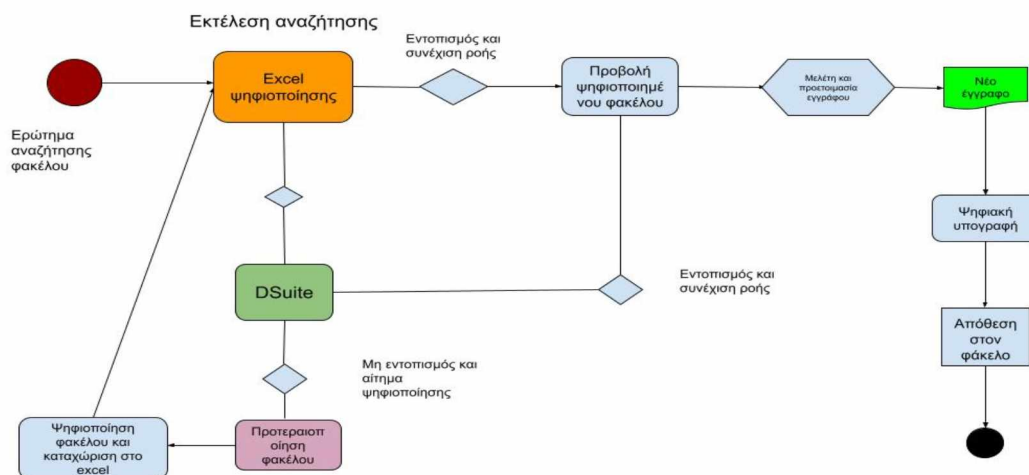 Εκτέλεση αναζήτησης
Εντοπισμός και
συνέχιση ροής
Excel
ψηφιοποίησης
Προβολή
ψηφιοποιημέ
νου φακέλου
Μελέτη και
προετοιμασία
εγγράφου
Νέο
έγγραφο
Ερώτημα
αναζήτησης
φακέλου
Ψηφιακή
υπογραφή
DSuite
Εντοπισμός και
συνέχιση ροής
Απόθεση
στον
φάκελο
Μη εντοπισμός και
αίτημα
ψηφιοποίησης
Ψηφιοποίηση
φακέλου και
καταχώριση στο
excel
Προτεραιοπ
οίηση
φακέλου